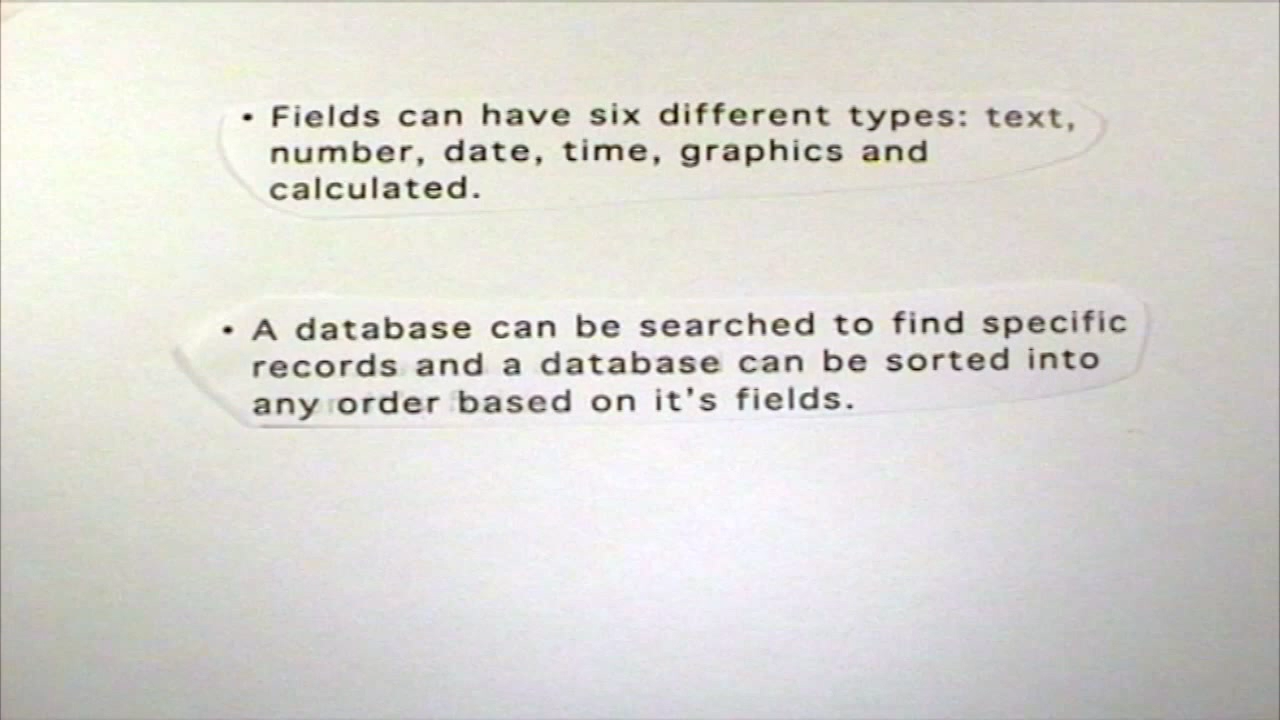 • Fields can have six different types: text,
number, date, time, graphics and
calculated.
• A database can be searched to find specific
records and a database can be sorted into
any order based on it's fields.